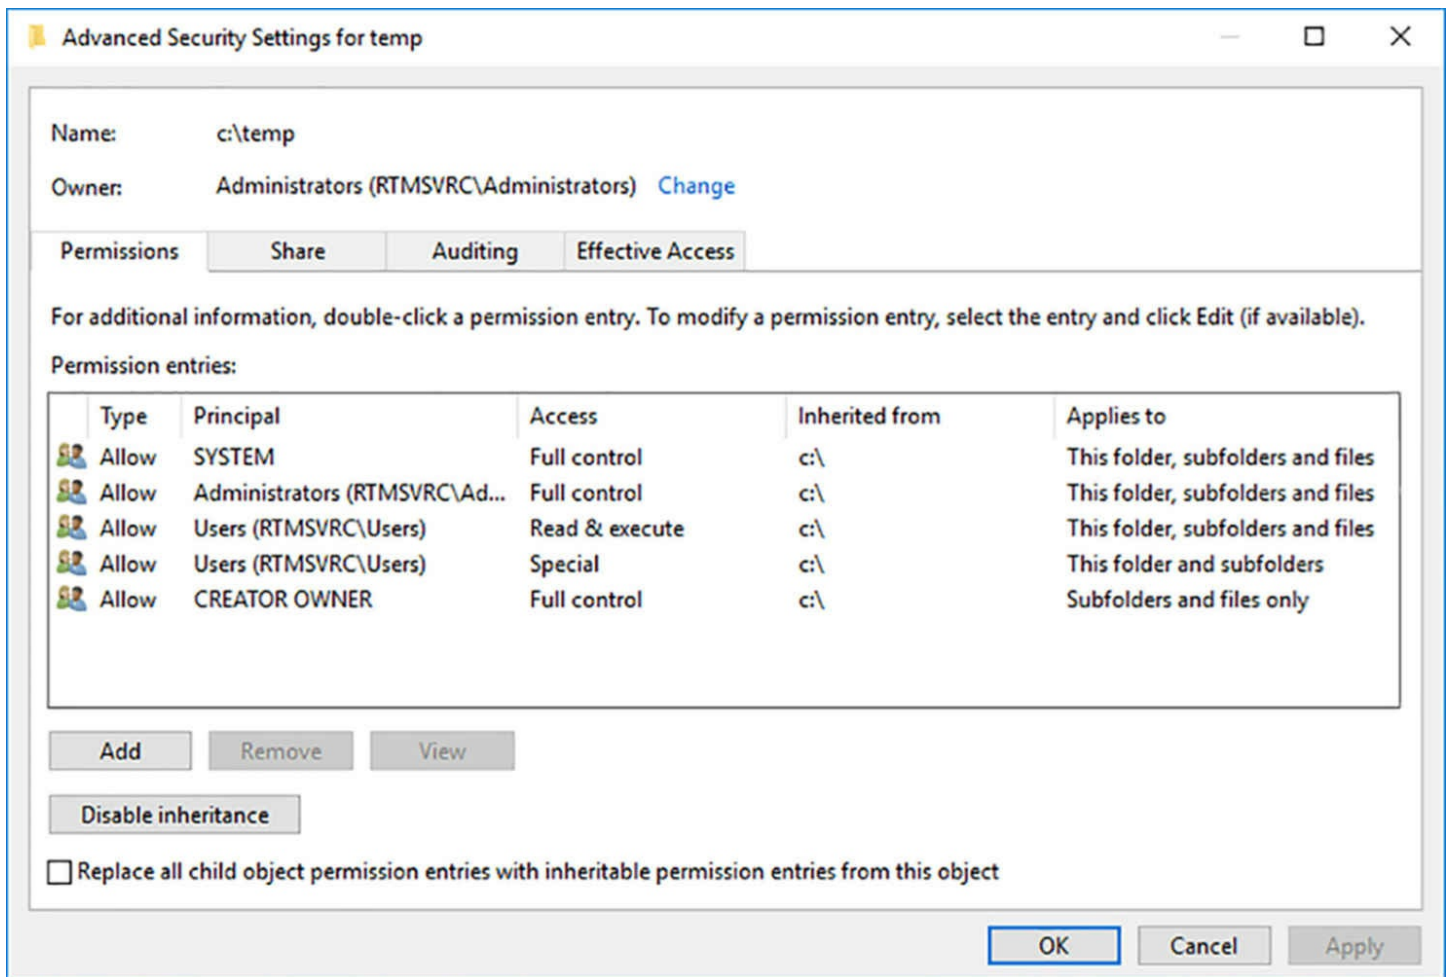 Advanced Security Settings for temp
Name: c:\temp
Owner: Administrators (RTMSVRC\Administrators) Change
Permissions Share Auditing Effective Access
For additional information, double-click a permission entry. To modify a permission entry, select the entry and click Edit (if available).
Permission entries:
Type Principal Access Inherited from Applies to
Allow SYSTEM Full control c:\ This folder, subfolders and files
Allow Administrators (RTMSVRC\Ad... Full control c:\ This folder, subfolders and files
Allow Users (RTMSVRC\Users) Read & execute c:\ This folder, subfolders and files
Allow Users (RTMSVRC\Users) Special c:\ This folder and subfolders
Allow CREATOR OWNER Full control c:\ Subfolders and files only
Add Remove View
Disable inheritance
Replace all child object permission entries with inheritable permission entries from this object
OK Cancel Apply